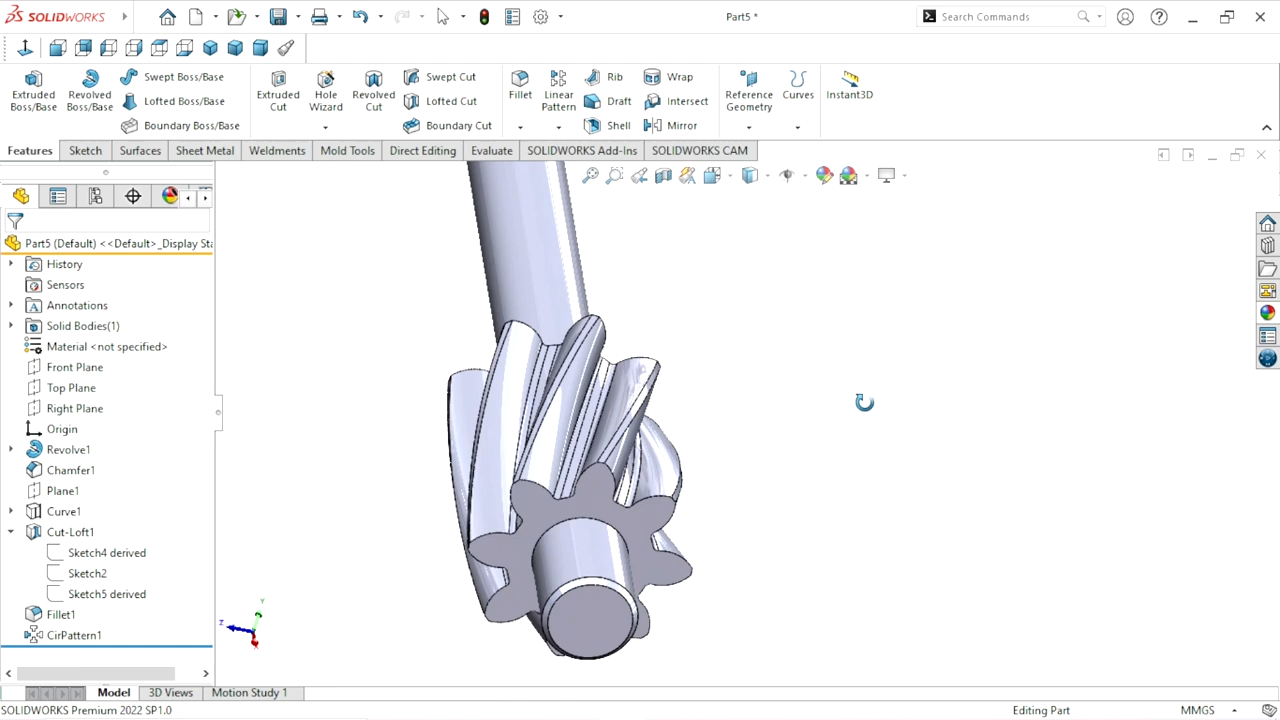 SOLIDWORKS
Part5 *
Search Commands
Extruded Boss/Base
Revolved Boss/Base
Swept Boss/Base
Lofted Boss/Base
Boundary Boss/Base
Extruded Cut
Hole Wizard
Revolved Cut
Swept Cut
Lofted Cut
Boundary Cut
Fillet
Linear Pattern
Rib
Draft
Shell
Wrap
Intersect
Mirror
Reference Geometry
Curves
Instant3D
Features
Sketch
Surfaces
Sheet Metal
Weldments
Mold Tools
Direct Editing
Evaluate
SOLIDWORKS Add-Ins
SOLIDWORKS CAM
Part5 (Default) <<Default>_Display Sta
History
Sensors
Annotations
Solid Bodies(1)
Material <not specified>
Front Plane
Top Plane
Right Plane
Origin
Revolve1
Chamfer1
Plane1
Curve1
Cut-Loft1
Sketch4 derived
Sketch2
Sketch5 derived
Fillet1
CirPattern1
Y
Z
X
Model
3D Views
Motion Study 1
SOLIDWORKS Premium 2022 SP1.0
Editing Part
MMGS